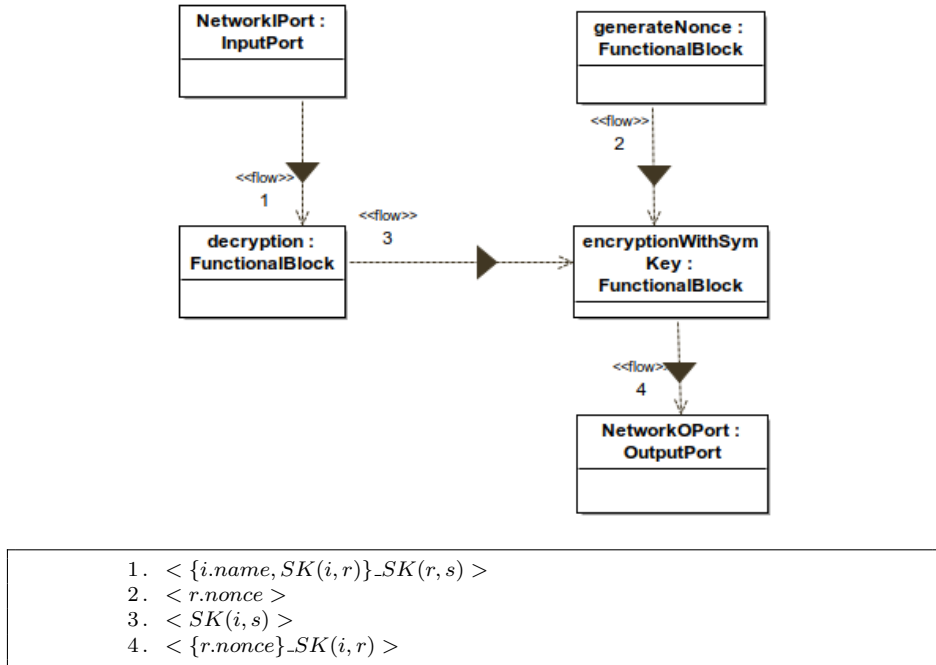 NetworkIPort :
InputPort
generateNonce :
FunctionalBlock
<<flow>>
2
<<flow>>
1
<<flow>>
3
decryption :
FunctionalBlock
encryptionWithSym
Key :
FunctionalBlock
<<flow>>
4
NetworkOPort :
OutputPort
1. < {i.name, SK(i, r)}_SK(r, s) >
2. < r.nonce >
3. < SK(i, s) >
4. < {r.nonce}_SK(i, r) >